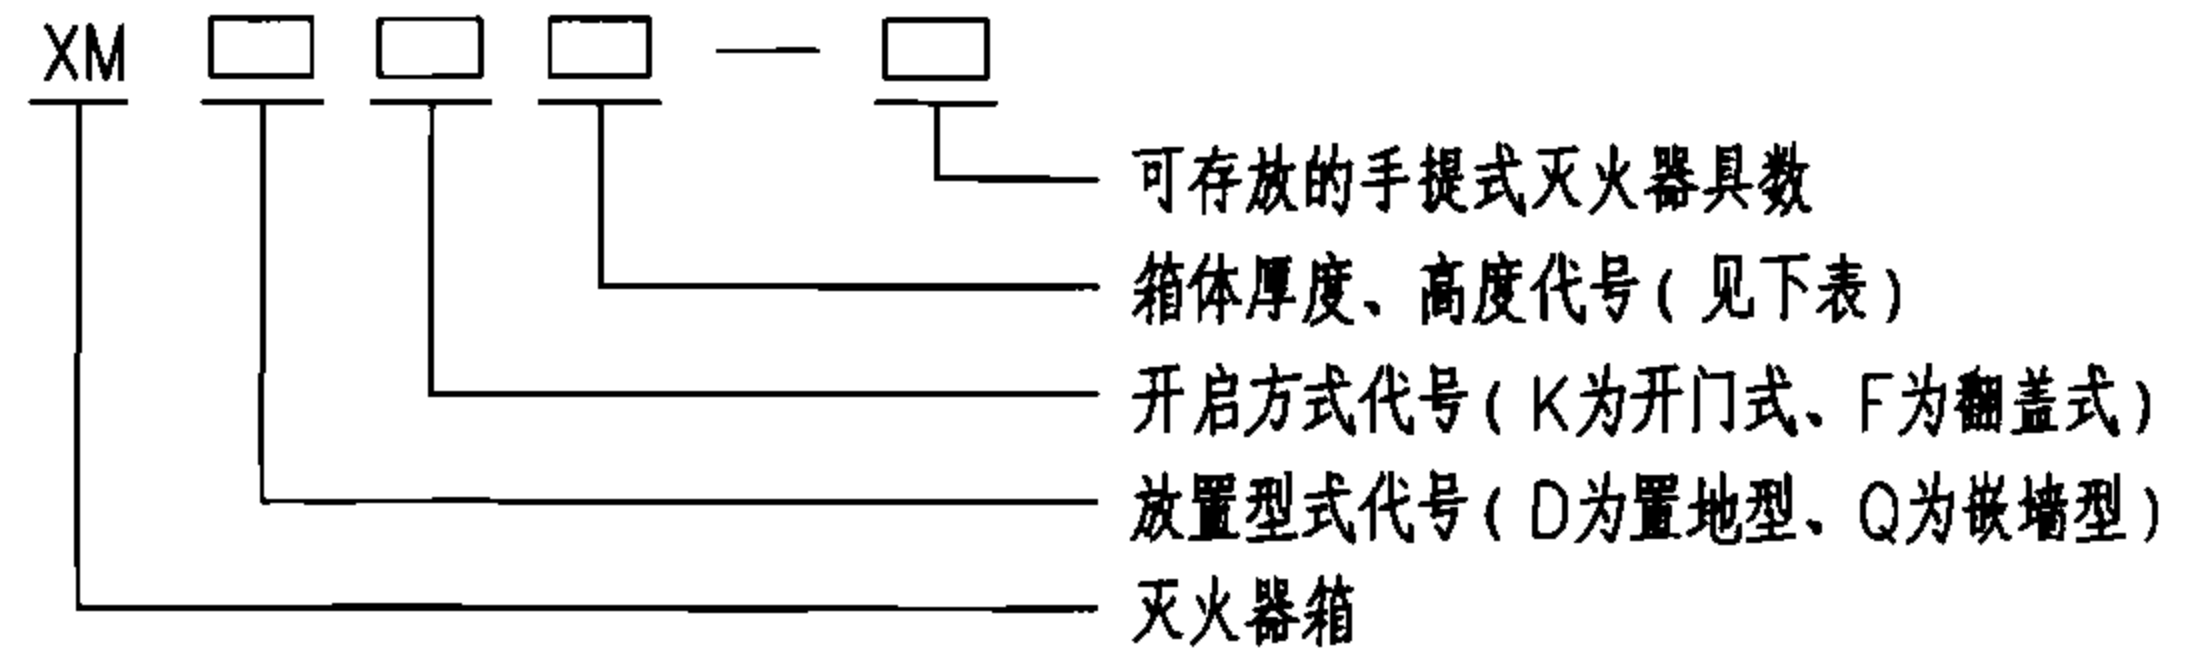 XM □ □ □ — □
可存放的手提式灭火器具数
箱体厚度、高度代号(见下表)
开启方式代号(K为开门式、F为翻盖式)
放置型式代号(D为置地型、Q为嵌墙型)
灭火器箱